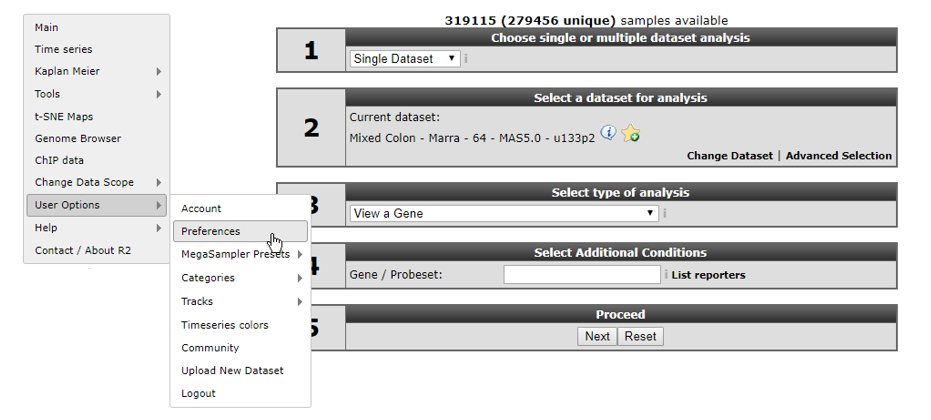 319115 (279456 unique) samples available
Main
Time series
Kaplan Meier
Tools
t-SNE Maps
Genome Browser
ChIP data
Change Data Scope
User Options
Help
Contact / About R2
Account
Preferences
MegaSampler Presets
Categories
Tracks
Timeseries colors
Community
Upload New Dataset
Logout
1
Choose single or multiple dataset analysis
Single Dataset
2
Select a dataset for analysis
Current dataset:
Mixed Colon - Marra - 64 - MAS5.0 - u133p2
Change Dataset | Advanced Selection
3
Select type of analysis
View a Gene
4
Select Additional Conditions
Gene / Probeset: List reporters
5
Proceed
Next Reset